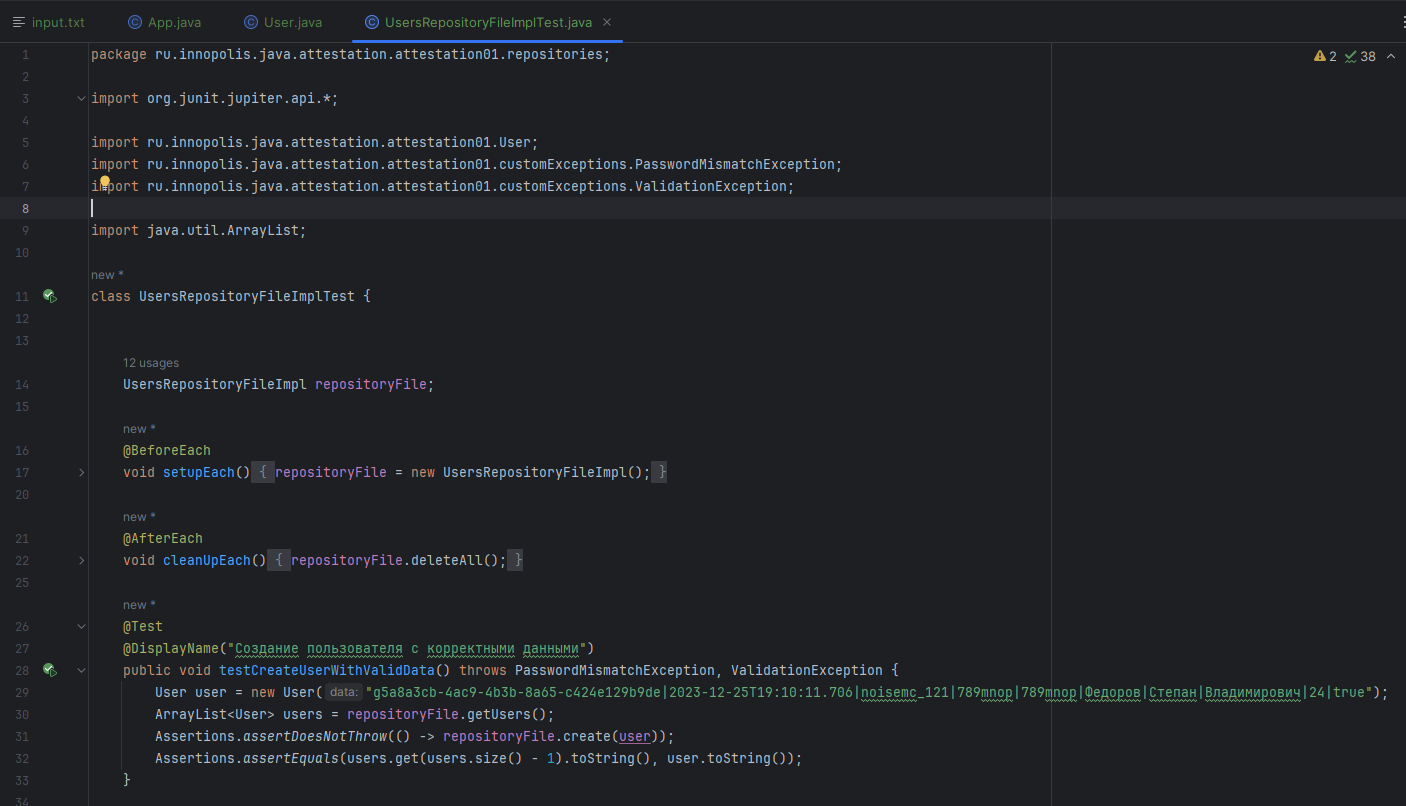 input.txt App.java User.java UsersRepositoryFileImplTest.java
2 38
1 package ru.innopolis.java.attestation.attestation01.repositories;
2
3 import org.junit.jupiter.api.*;
4
5 import ru.innopolis.java.attestation.attestation01.User;
6 import ru.innopolis.java.attestation.attestation01.customExceptions.PasswordMismatchException;
7 import ru.innopolis.java.attestation.attestation01.customExceptions.ValidationException;
8
9 import java.util.ArrayList;
10
new *
11 class UsersRepositoryFileImplTest {
12
13
12 usages
14 UsersRepositoryFileImpl repositoryFile;
15
new *
16 @BeforeEach
17 void setupEach() { repositoryFile = new UsersRepositoryFileImpl(); }
20
new *
21 @AfterEach
22 void cleanUpEach() { repositoryFile.deleteAll(); }
25
new *
26 @Test
27 @DisplayName("Создание пользователя с корректными данными")
28 public void testCreateUserWithValidData() throws PasswordMismatchException, ValidationException {
29 User user = new User( data: "g5a8a3cb-4ac9-4b3b-8a65-c424e129b9de|2023-12-25T19:10:11.706|noisemc_121|789mnop|789mnop|Федоров|Степан|Владимирович|24|true");
30 ArrayList<User> users = repositoryFile.getUsers();
31 Assertions.assertDoesNotThrow(() -> repositoryFile.create(user));
32 Assertions.assertEquals(users.get(users.size() - 1).toString(), user.toString());
33 }
34